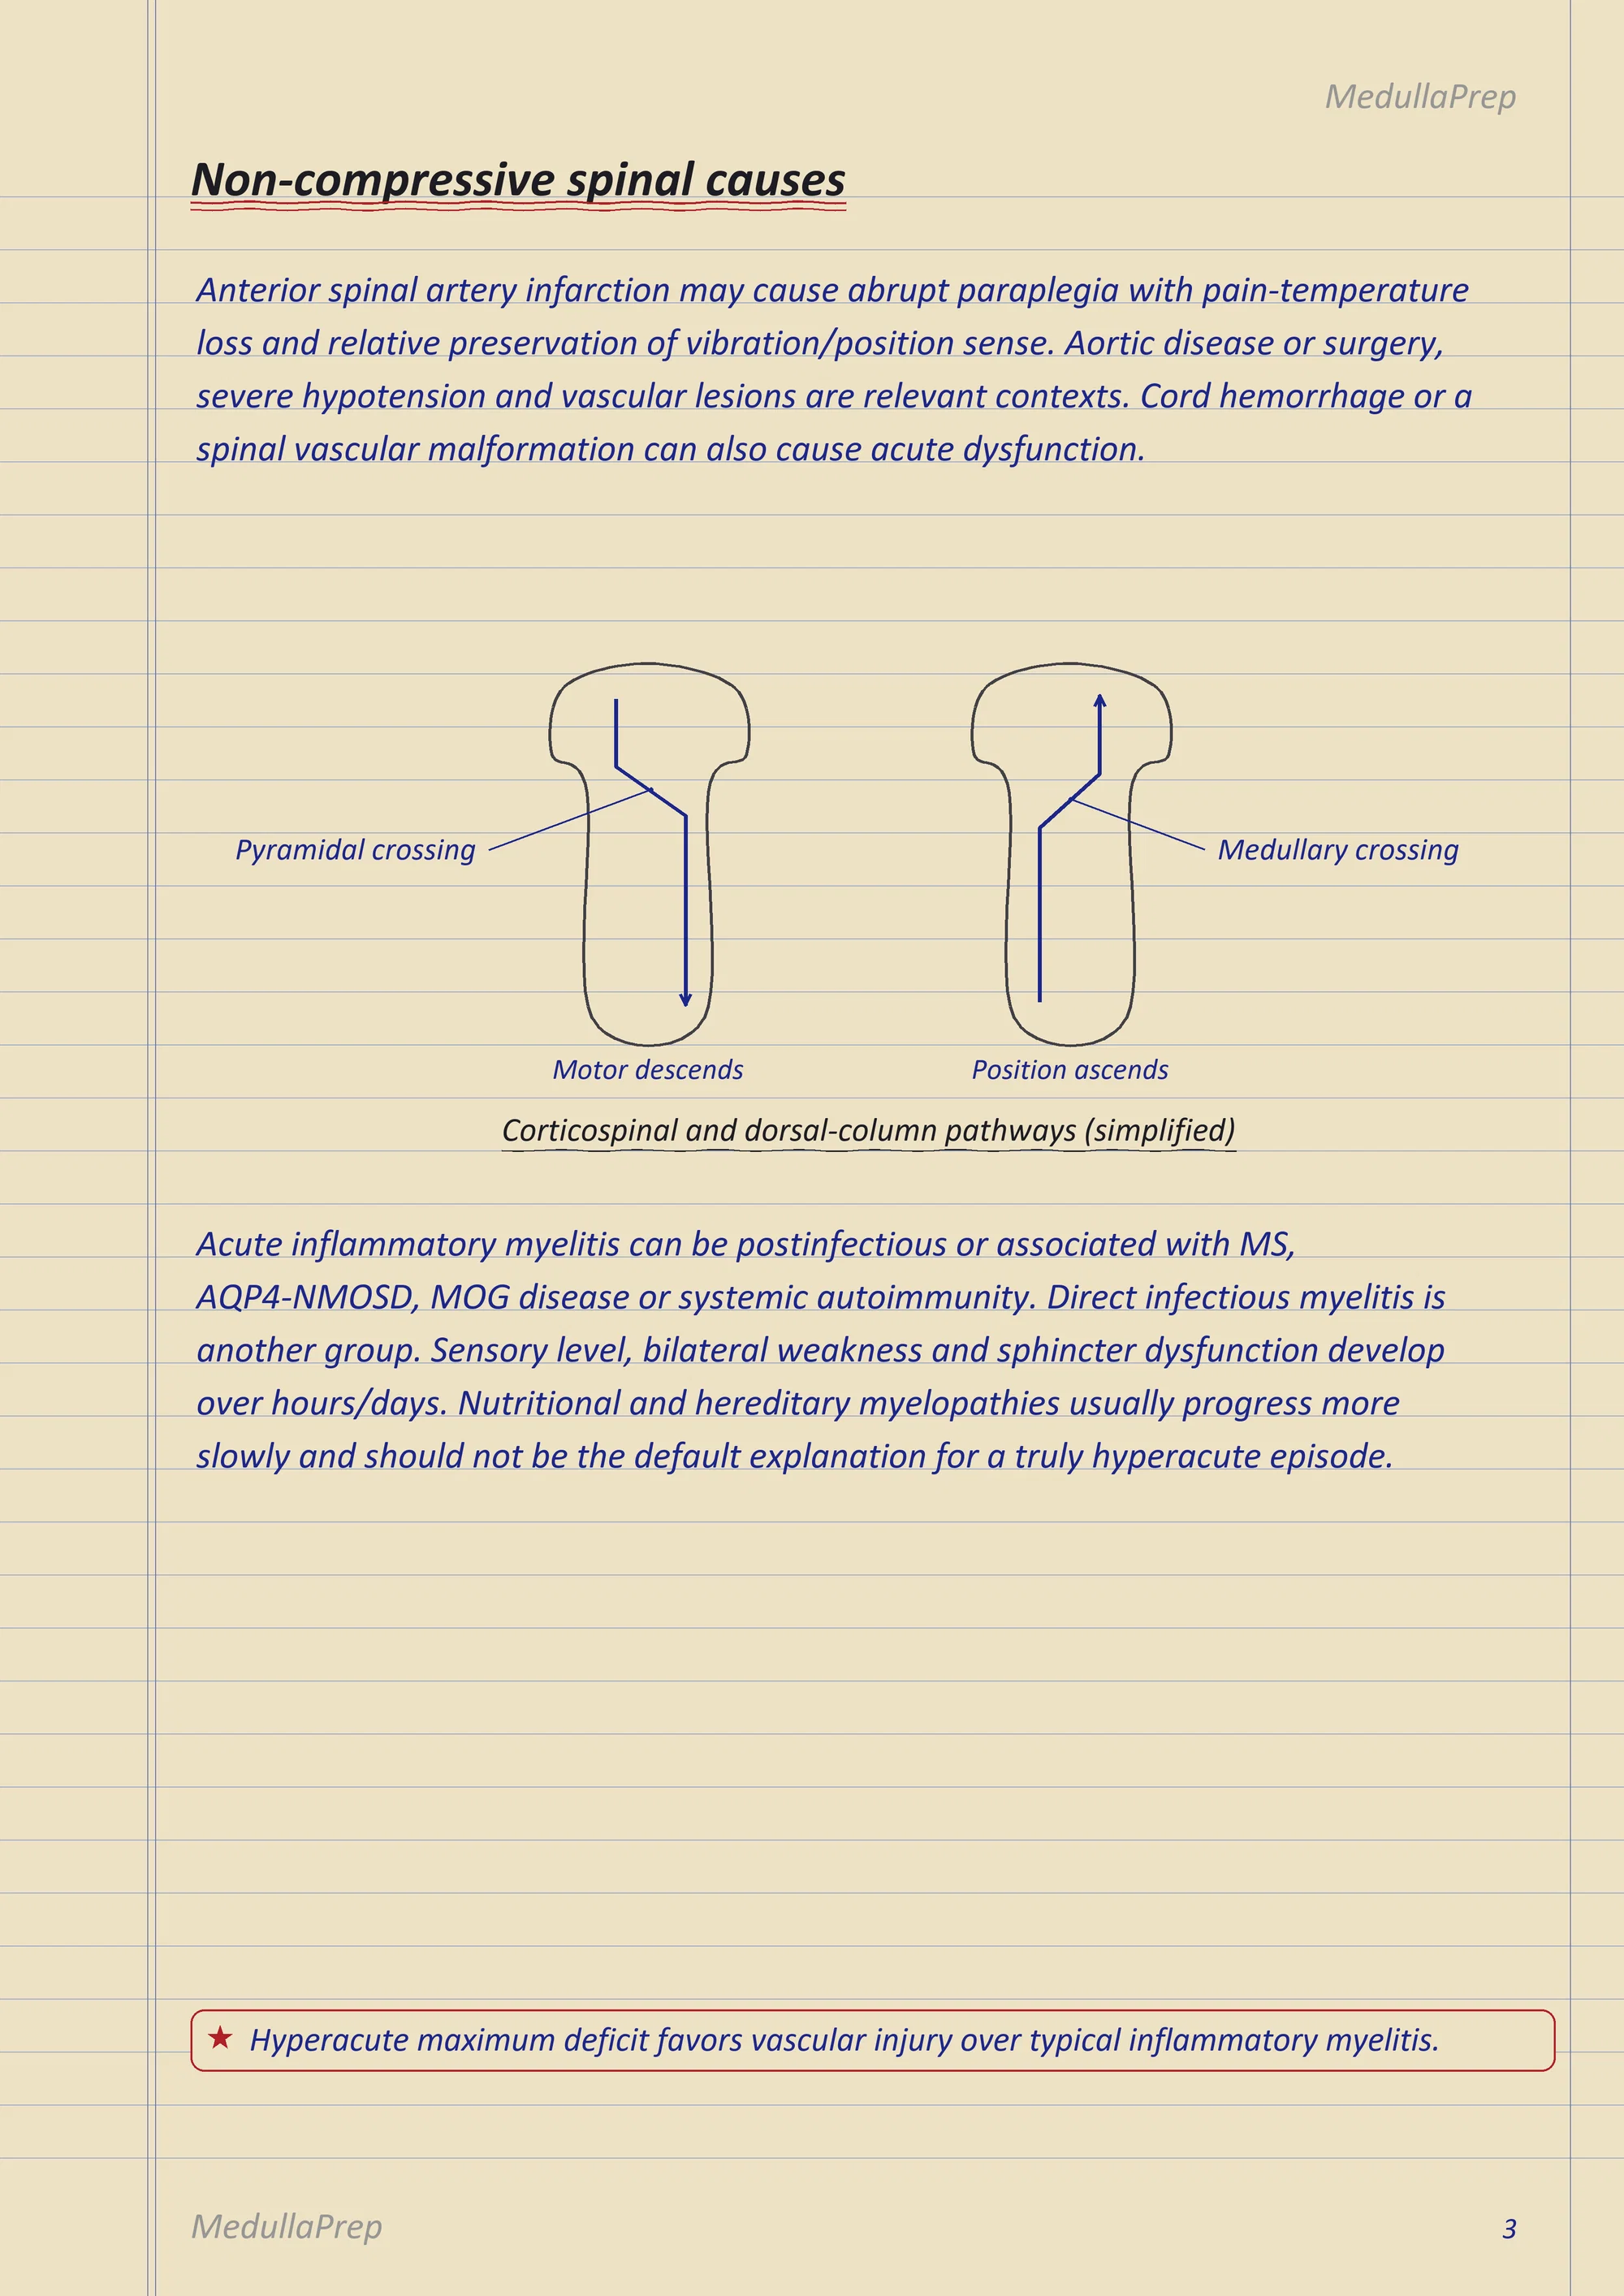 MedullaPrep
Non-compressive spinal causes
Anterior spinal artery infarction may cause abrupt paraplegia with pain-temperature
loss and relative preservation of vibration/position sense. Aortic disease or surgery,
severe hypotension and vascular lesions are relevant contexts. Cord hemorrhage or a
spinal vascular malformation can also cause acute dysfunction.
Pyramidal crossing
Medullary crossing
Motor descends
Position ascends
Corticospinal and dorsal-column pathways (simplified)
Acute inflammatory myelitis can be postinfectious or associated with MS,
AQP4-NMOSD, MOG disease or systemic autoimmunity. Direct infectious myelitis is
another group. Sensory level, bilateral weakness and sphincter dysfunction develop
over hours/days. Nutritional and hereditary myelopathies usually progress more
slowly and should not be the default explanation for a truly hyperacute episode.
★ Hyperacute maximum deficit favors vascular injury over typical inflammatory myelitis.
MedullaPrep
3